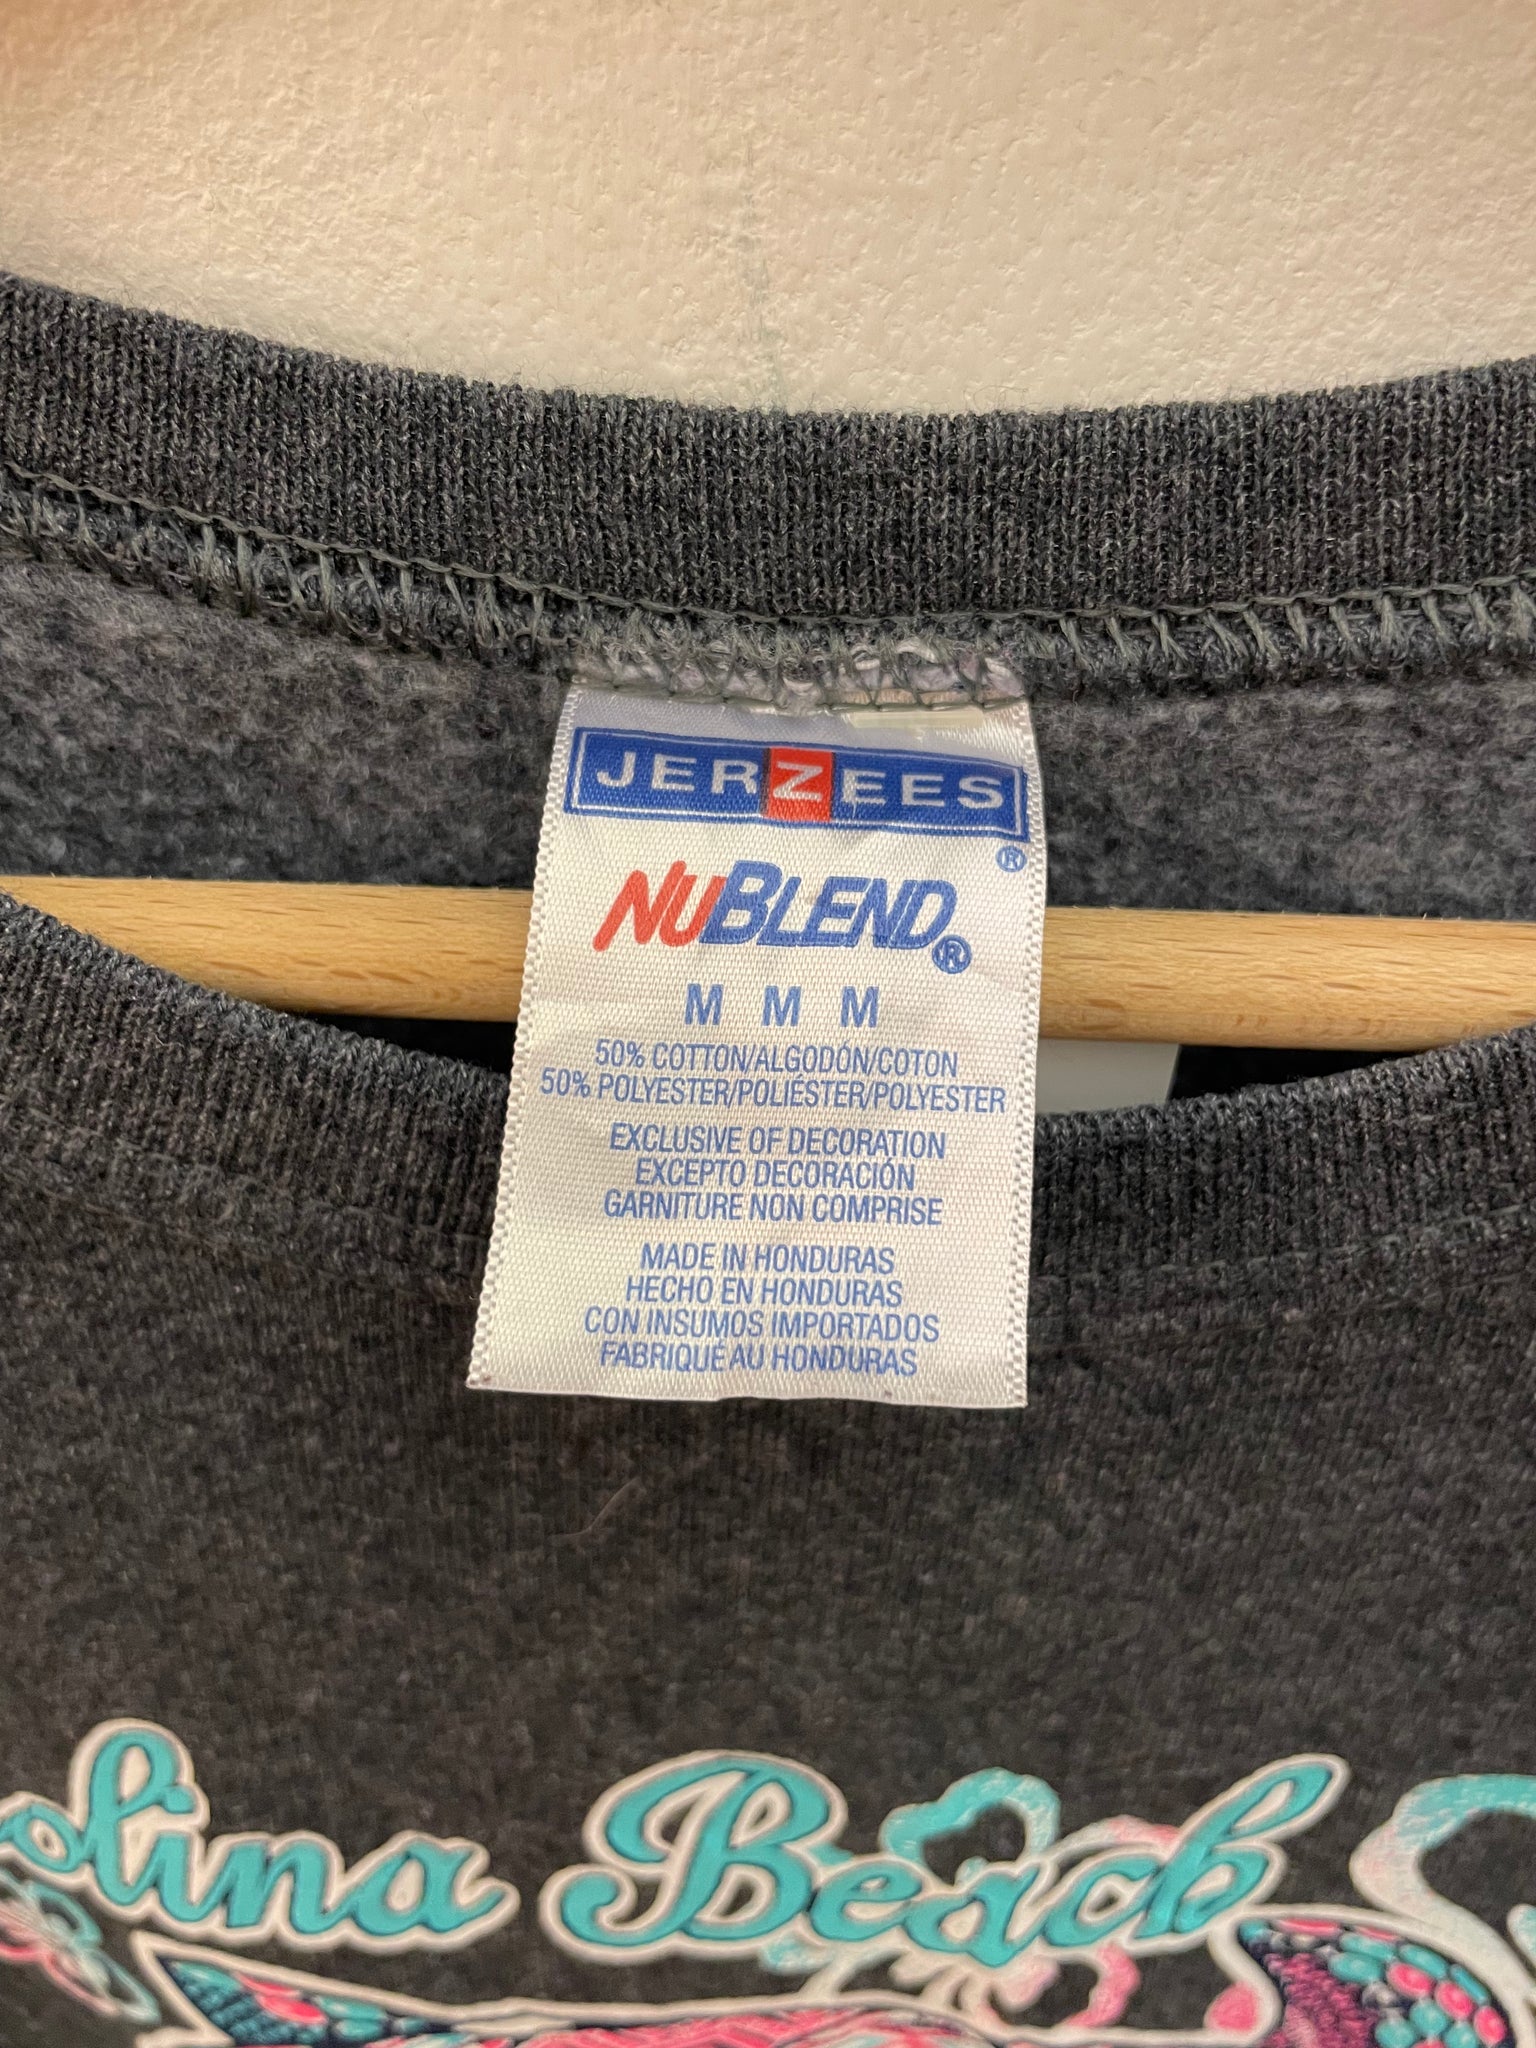 JERZEES
®
NUBLEND®
M M M
50% COTTON/ALGODÓN/COTON
50% POLYESTER/POLIÉSTER/POLYESTER
EXCLUSIVE OF DECORATION
EXCEPTO DECORACIÓN
GARNITURE NON COMPRISE
MADE IN HONDURAS
HECHO EN HONDURAS
CON INSUMOS IMPORTADOS
FABRIQUÉ AU HONDURAS
olina Beach